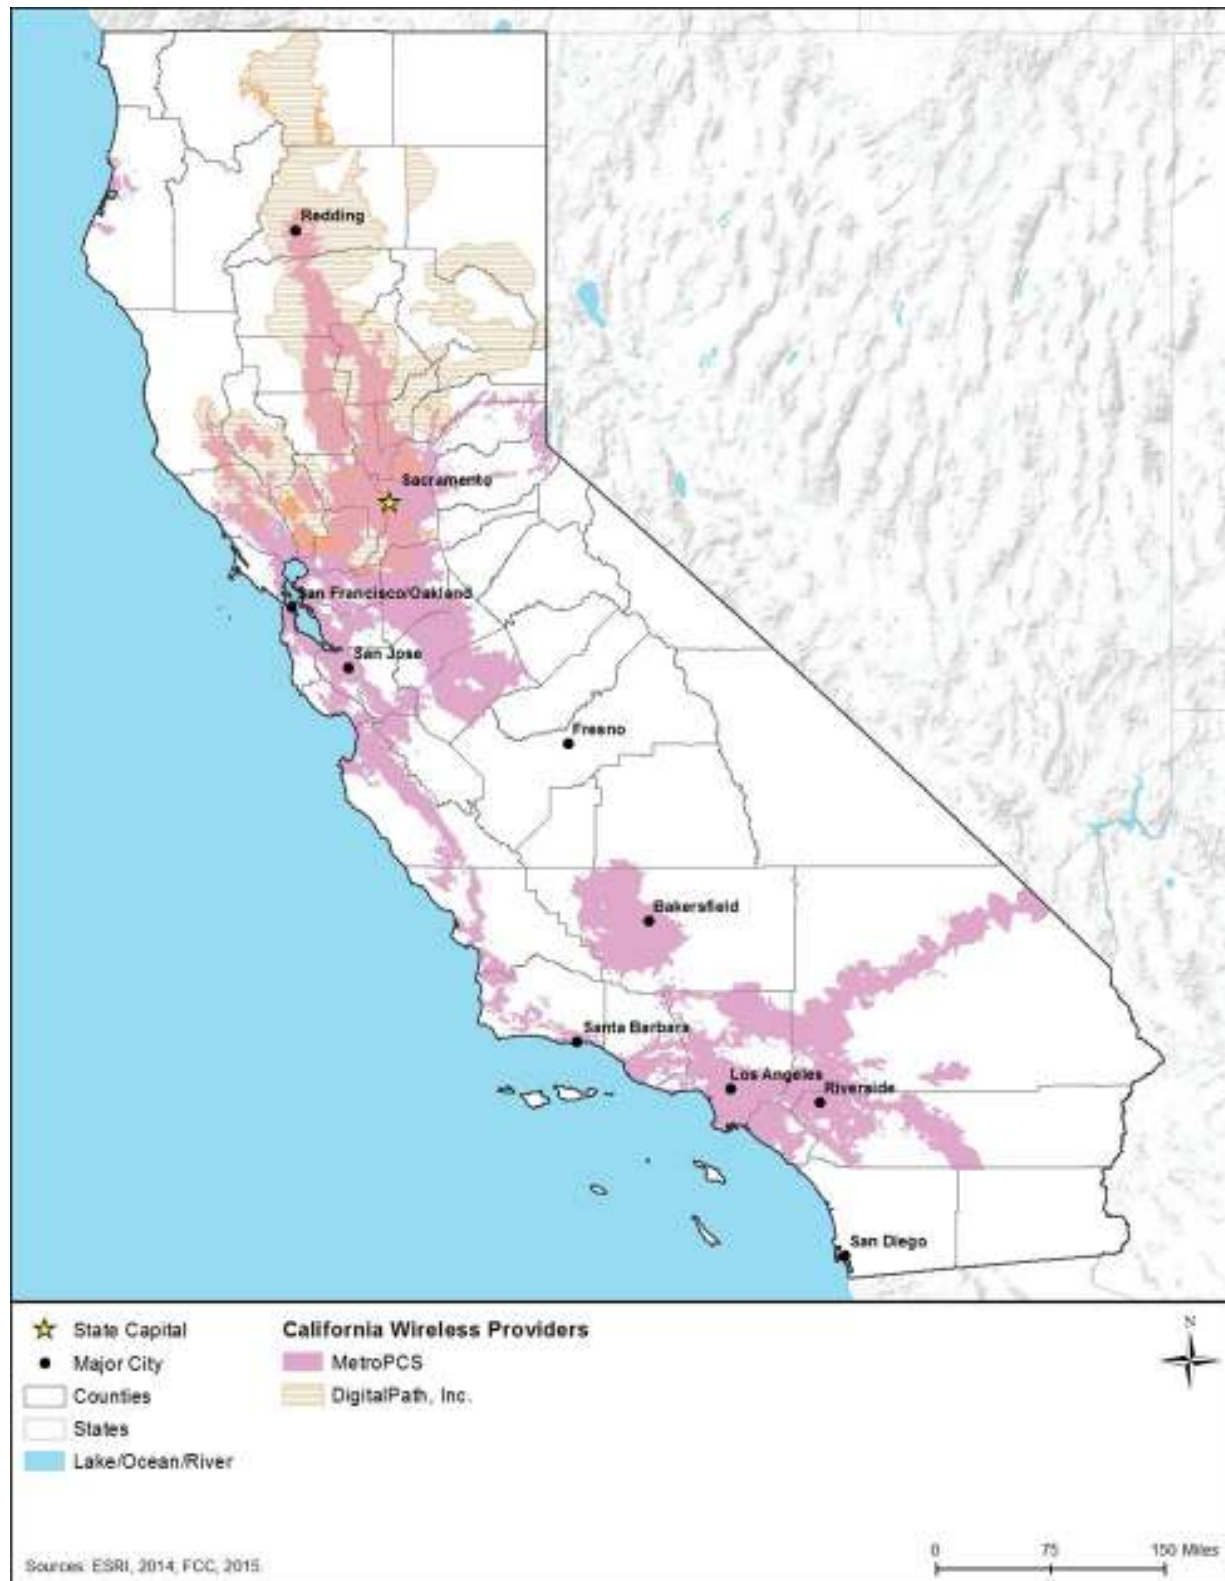 Redding
Sacramento
San Francisco/Oakland
San Jose
Fresno
Bakersfield
Santa Barbara
Los Angeles
Riverside
San Diego
State Capital
Major City
Counties
States
Lake/Ocean/River
California Wireless Providers
MetroPCS
DigitalPath, Inc.
N
Sources: ESRI, 2014; FCC, 2015.
0 75 150 Miles